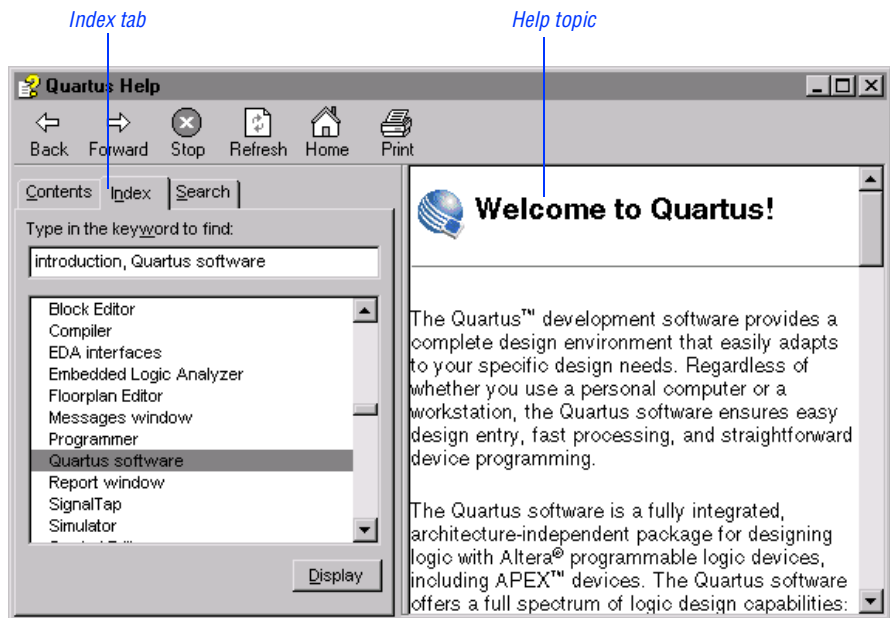 Index tab
Help topic
Quartus Help
Back Forward Stop Refresh Home Print
Contents Index Search
Type in the keyword to find:
introduction, Quartus software
Block Editor
Compiler
EDA interfaces
Embedded Logic Analyzer
Floorplan Editor
Messages window
Programmer
Quartus software
Report window
SignalTap
Simulator
Display
Welcome to Quartus!
The Quartus™ development software provides a
complete design environment that easily adapts
to your specific design needs. Regardless of
whether you use a personal computer or a
workstation, the Quartus software ensures easy
design entry, fast processing, and straightforward
device programming.
The Quartus software is a fully integrated,
architecture-independent package for designing
logic with Altera® programmable logic devices,
including APEX™ devices. The Quartus software
offers a full spectrum of logic design capabilities: